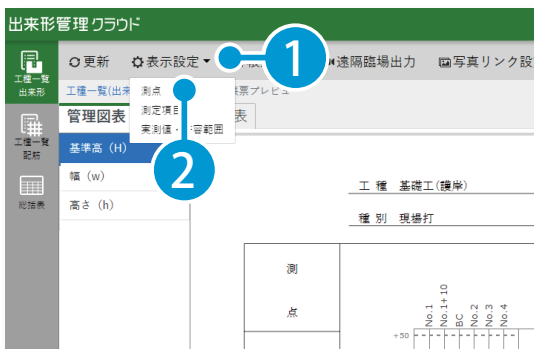 出来形管理クラウド
更新 表示設定 遠隔臨場出力 写真リンク設
1
工種一覧
出来形
工種一覧(出来 票プレビュ
測点
測定項目
実測値・ 容範囲
2
管理図表 表
基準高（H）
幅（w）
高さ（h）
工種一覧
配筋
総括表
工 種 基礎工(護岸)
種 別 現場打
測
点
No.1
No.1+10
BC
No.2
No.3
No.4
+50